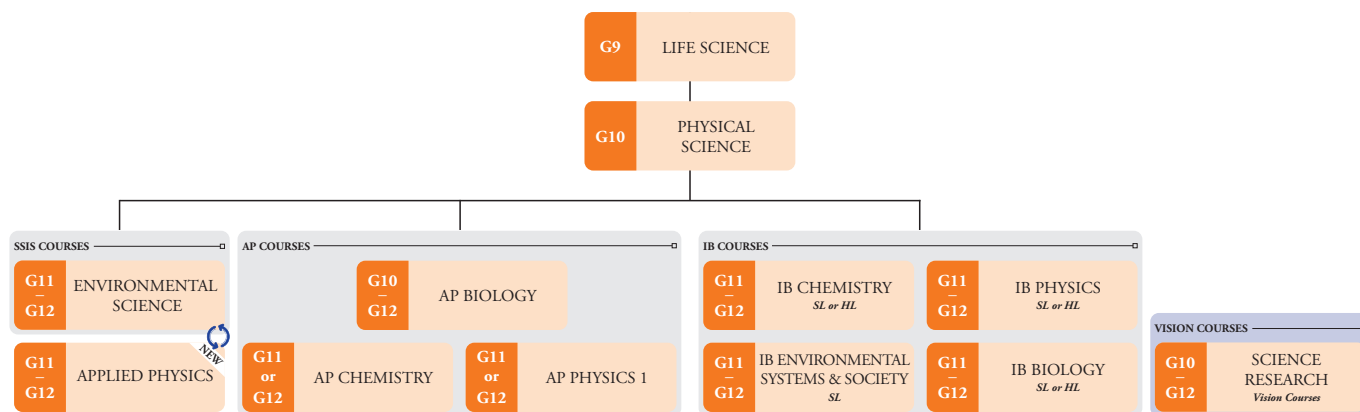 G9
LIFE SCIENCE
G10
PHYSICAL
SCIENCE
SSIS COURSES
G11
–
G12
ENVIRONMENTAL
SCIENCE
G11
–
G12
APPLIED PHYSICS
NEW
AP COURSES
G10
–
G12
AP BIOLOGY
G11
or
G12
AP CHEMISTRY
G11
or
G12
AP PHYSICS 1
IB COURSES
G11
–
G12
IB CHEMISTRY
SL or HL
G11
–
G12
IB PHYSICS
SL or HL
G11
–
G12
IB ENVIRONMENTAL
SYSTEMS & SOCIETY
SL
G11
–
G12
IB BIOLOGY
SL or HL
VISION COURSES
G10
–
G12
SCIENCE
RESEARCH
Vision Courses